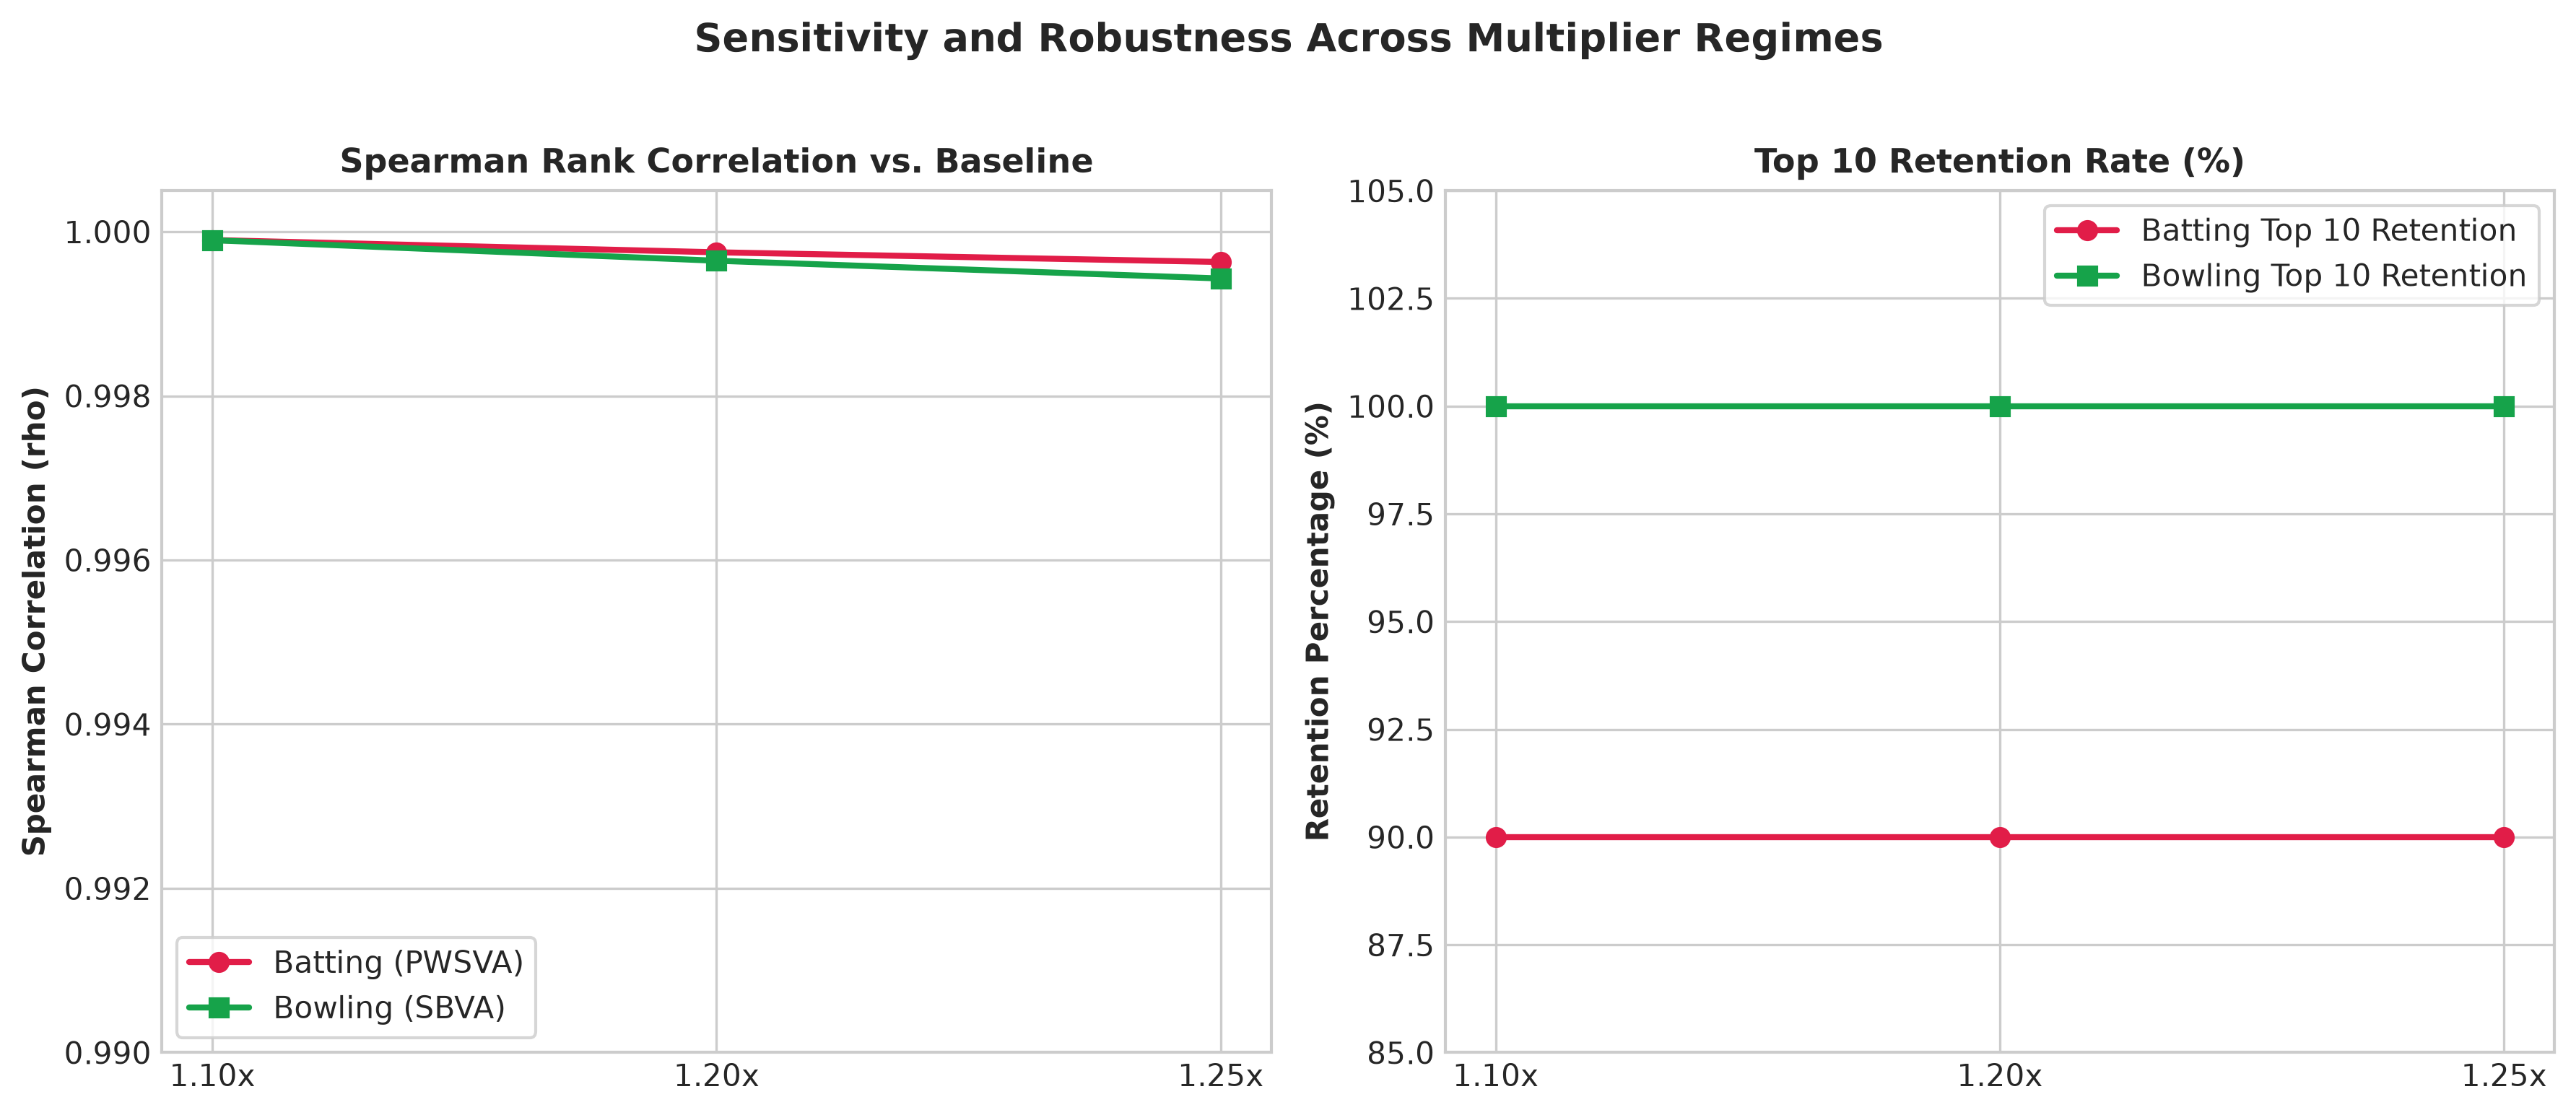 Sensitivity and Robustness Across Multiplier Regimes
Spearman Rank Correlation vs. Baseline
Spearman Correlation (rho)
1.000
0.998
0.996
0.994
0.992
0.990
Batting (PWSVA)
Bowling (SBVA)
1.10x
1.20x
1.25x
Top 10 Retention Rate (%)
Retention Percentage (%)
105.0
102.5
100.0
97.5
95.0
92.5
90.0
87.5
85.0
Batting Top 10 Retention
Bowling Top 10 Retention
1.10x
1.20x
1.25x